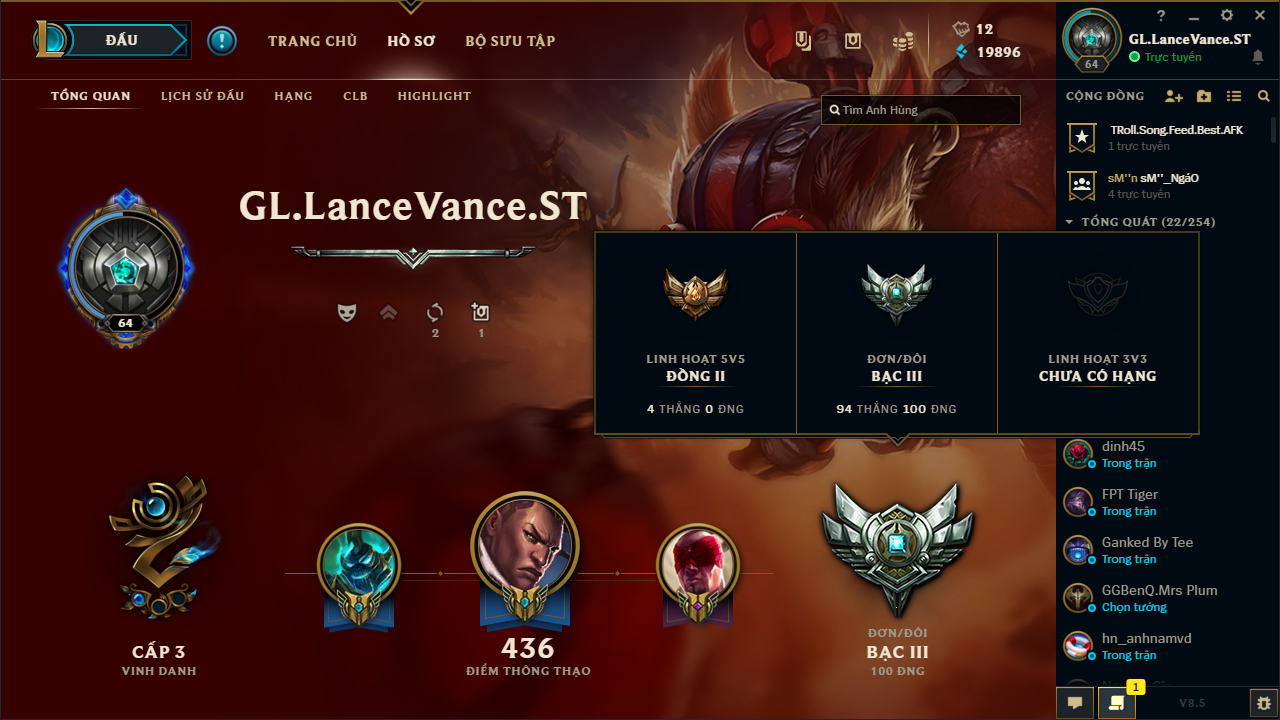 ĐẤU
TRANG CHỦ
HỒ SƠ
BỘ SƯU TẬP
12
19896
GL.LanceVance.ST
Trực tuyến
64
TỔNG QUAN
LỊCH SỬ ĐẤU
HẠNG
CLB
HIGHLIGHT
Tìm Anh Hùng
CỘNG ĐỒNG
TRoll.Song.Feed.Best.AFK
1 trực tuyến
sM''n sM''_NgáO
4 trực tuyến
TỔNG QUÁT (22/254)
GL.LanceVance.ST
64
2
1
LINH HOẠT 5V5
ĐỒNG II
4 THẮNG 0 ĐNG
ĐƠN/ĐÔI
BẠC III
94 THẮNG 100 ĐNG
LINH HOẠT 3V3
CHƯA CÓ HẠNG
dinh45
Trong trận
FPT Tiger
Trong trận
Ganked By Tee
Trong trận
GGBenQ.Mrs Plum
Chọn tướng
hn_anhnamvd
Trong trận
CẤP 3
VINH DANH
436
ĐIỂM THÔNG THẠO
ĐƠN/ĐÔI
BẠC III
100 ĐNG
1
V8.5